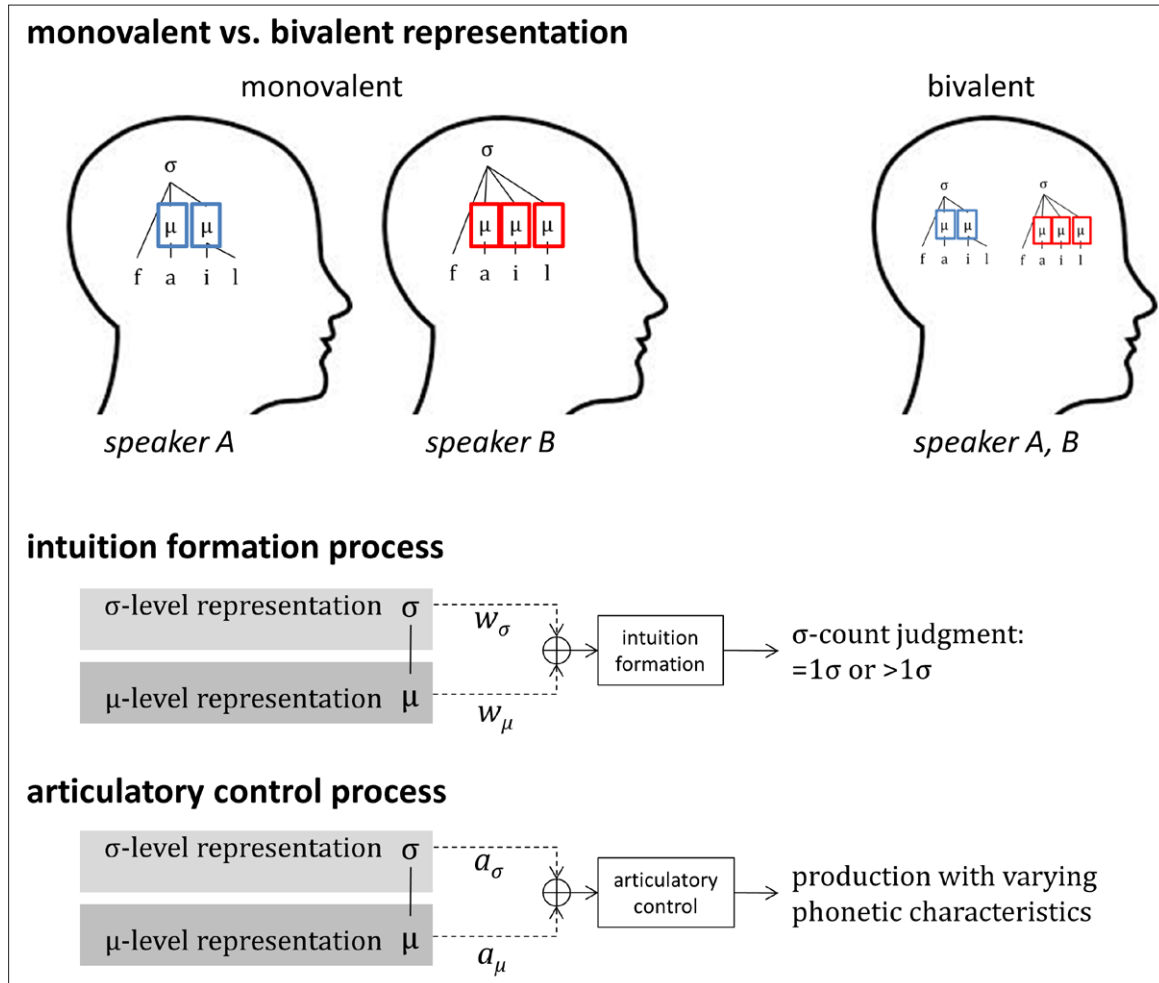 monovalent vs. bivalent representation
monovalent
bivalent
σ
μ μ
f a i l
σ
μ μ μ
f a i l
σ
μ μ
f a i l
σ
μ μ μ
f a i l
speaker A
speaker B
speaker A, B
intuition formation process
σ-level representation σ
μ-level representation μ
w_σ
w_μ
intuition
formation
σ-count judgment:
=1σ or >1σ
articulatory control process
σ-level representation σ
μ-level representation μ
a_σ
a_μ
articulatory
control
production with varying
phonetic characteristics